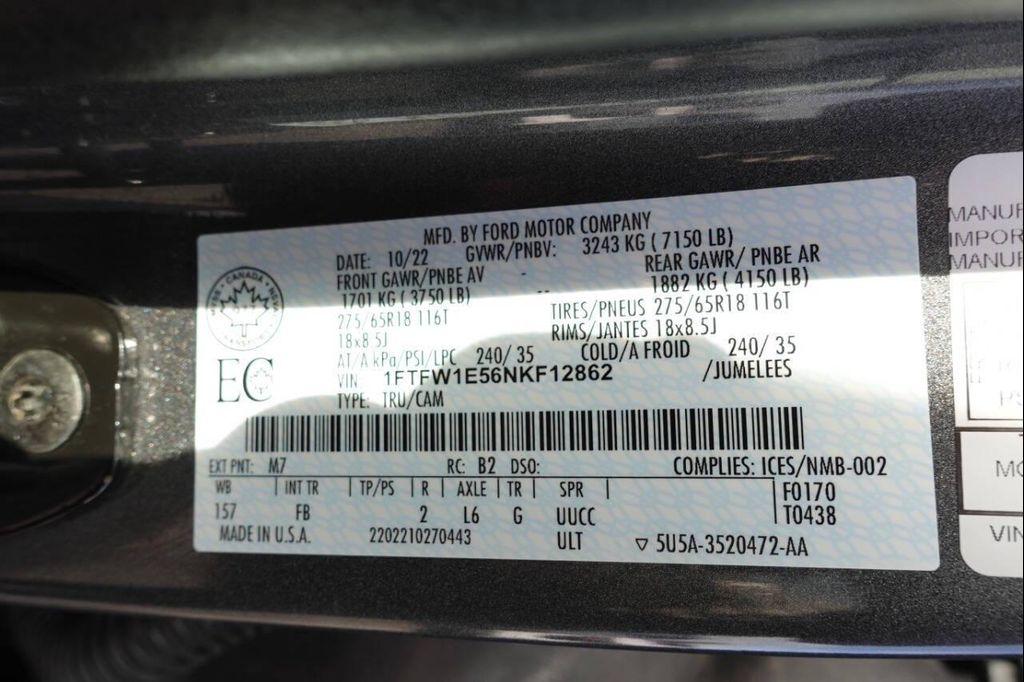 MFD. BY FORD MOTOR COMPANY
DATE: 10/22 GVWR/PNBV: 3243 KG ( 7150 LB)
FRONT GAWR/PNBE AV - REAR GAWR/ PNBE AR
1701 KG ( 3750 LB) -- 1882 KG ( 4150 LB)
275/65R18 116T TIRES/PNEUS 275/65R18 116T
18x8.5J RIMS/JANTES 18x8.5J
AT/A kPa/PSI/LPC 240/ 35 COLD/A FROID 240/ 35
VIN: 1FTFW1E56NKF12862 /JUMELEES
TYPE: TRU/CAM
CANADA
EC
EXT PNT: M7 RC: B2 DSO: COMPLIES: ICES/NMB-002
WB INT TR TP/PS R AXLE TR SPR F0170
157 FB 2 L6 G UUCC T0438
MADE IN U.S.A. 2202210270443 ULT ▽ 5U5A-3520472-AA
MANUF
IMPOR
MANUF
PS
MO
VIN